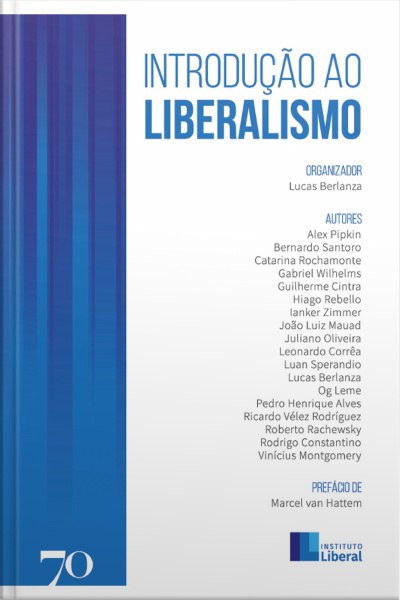 INTRODUÇÃO AO
LIBERALISMO
ORGANIZADOR
Lucas Berlanza
AUTORES
Alex Pipkin
Bernardo Santoro
Catarina Rochamonte
Gabriel Wilhelms
Guilherme Cintra
Hiago Rebello
Ianker Zimmer
João Luiz Mauad
Juliano Oliveira
Leonardo Corrêa
Luan Sperandio
Lucas Berlanza
Og Leme
Pedro Henrique Alves
Ricardo Vélez Rodríguez
Roberto Rachewsky
Rodrigo Constantino
Vinícius Montgomery
PREFÁCIO DE
Marcel van Hattem
70
INSTITUTO
Liberal